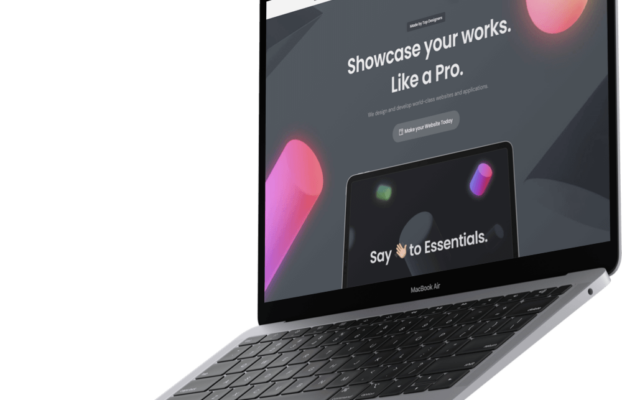 Made by Top Designers
Showcase your works.
Like a Pro.
We design and develop world-class websites and applications.
Make your Website Today
Say 👋🏻 to Essentials.
MacBook Air